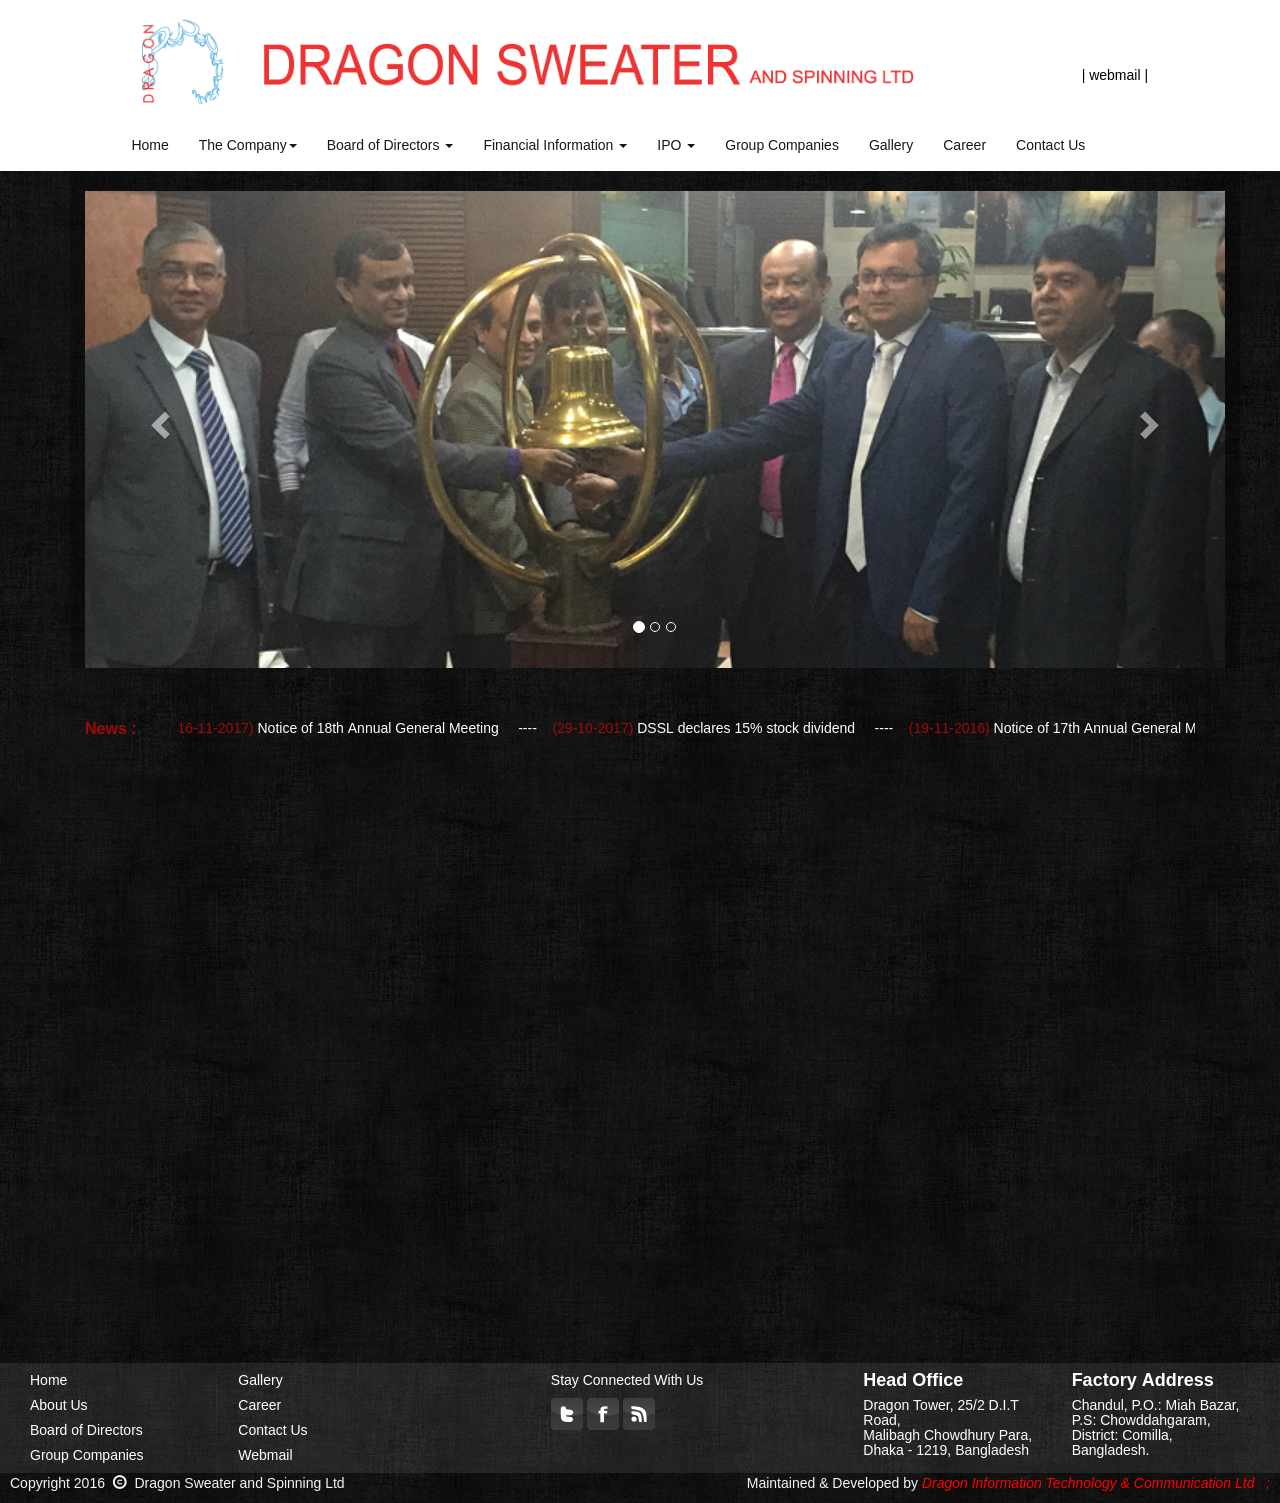 DRAGON
DRAGON SWEATER AND SPINNING LTD
| webmail |
Home The Company Board of Directors Financial Information IPO Group Companies Gallery Career Contact Us
News : 16-11-2017) Notice of 18th Annual General Meeting ---- (29-10-2017) DSSL declares 15% stock dividend ---- (19-11-2016) Notice of 17th Annual General M
Home
About Us
Board of Directors
Group Companies
Gallery
Career
Contact Us
Webmail
Stay Connected With Us
Head Office
Dragon Tower, 25/2 D.I.T
Road,
Malibagh Chowdhury Para,
Dhaka - 1219, Bangladesh
Factory Address
Chandul, P.O.: Miah Bazar,
P.S: Chowddahgaram,
District: Comilla,
Bangladesh.
Copyright 2016 © Dragon Sweater and Spinning Ltd
Maintained & Developed by Dragon Information Technology & Communication Ltd :